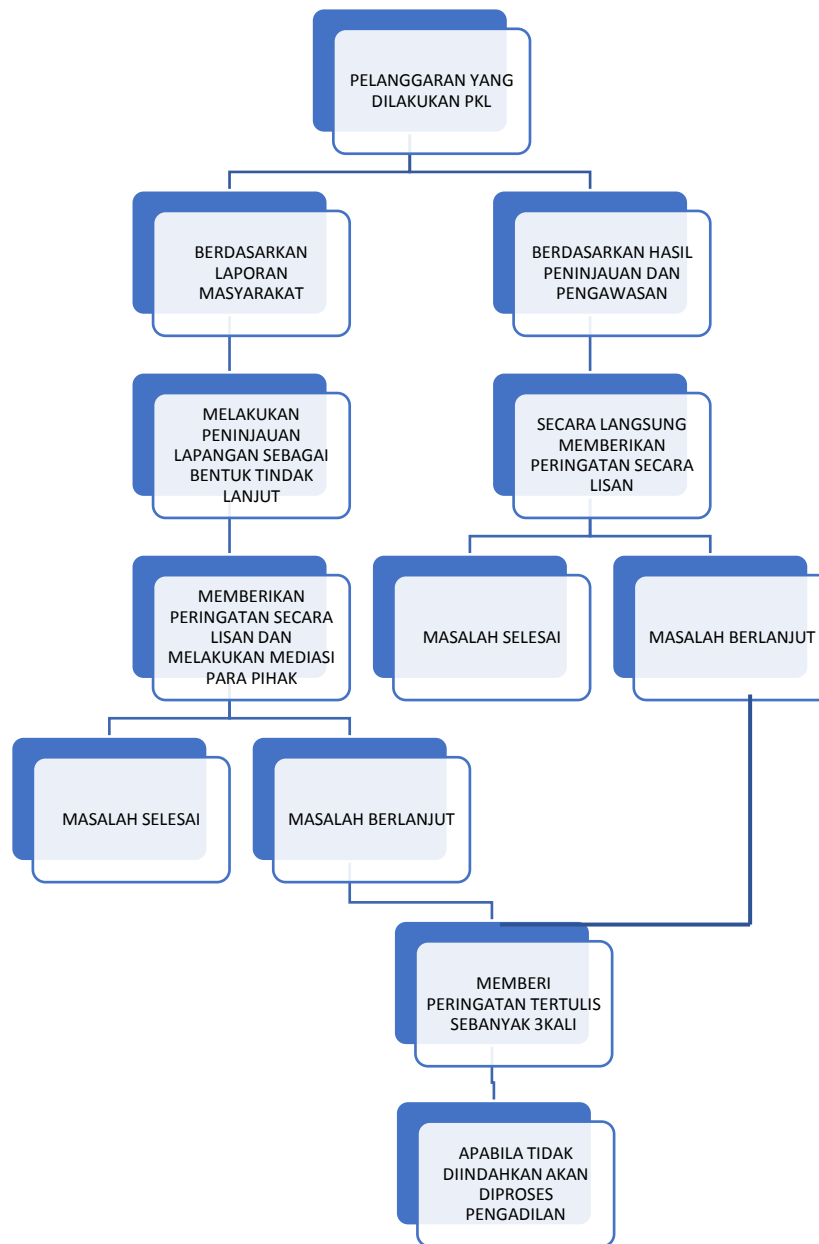 PELANGGARAN YANG
DILAKUKAN PKL
BERDASARKAN
LAPORAN
MASYARAKAT
BERDASARKAN HASIL
PENINJAUAN DAN
PENGAWASAN
MELAKUKAN
PENINJAUAN
LAPANGAN SEBAGAI
BENTUK TINDAK
LANJUT
SECARA LANGSUNG
MEMBERIKAN
PERINGATAN SECARA
LISAN
MEMBERIKAN
PERINGATAN SECARA
LISAN DAN
MELAKUKAN MEDIASI
PARA PIHAK
MASALAH SELESAI
MASALAH BERLANJUT
MASALAH SELESAI
MASALAH BERLANJUT
MEMBERI
PERINGATAN TERTULIS
SEBANYAK 3KALI
APABILA TIDAK
DIINDAHKAN AKAN
DIPROSES
PENGADILAN